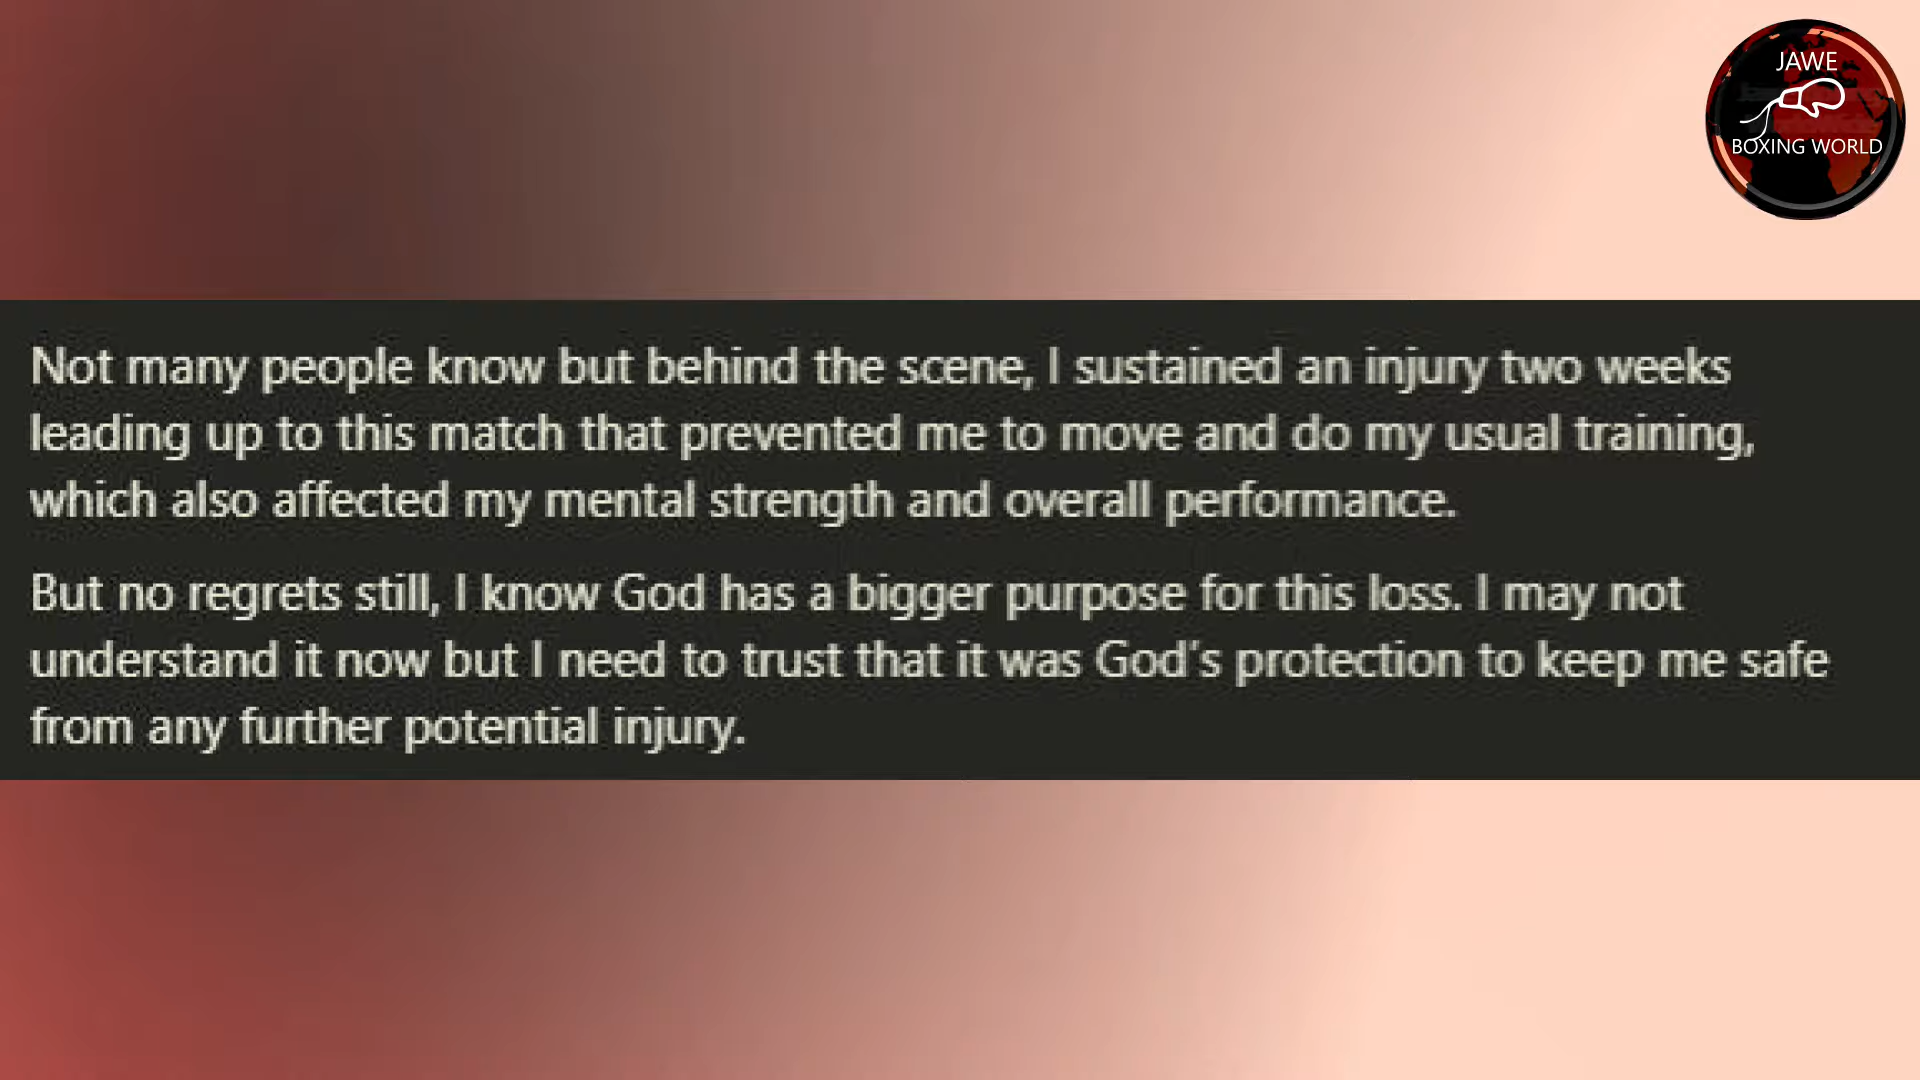 JAWE
BOXING WORLD
Not many people know but behind the scene, I sustained an injury two weeks
leading up to this match that prevented me to move and do my usual training,
which also affected my mental strength and overall performance.
But no regrets still, I know God has a bigger purpose for this loss. I may not
understand it now but I need to trust that it was God's protection to keep me safe
from any further potential injury.